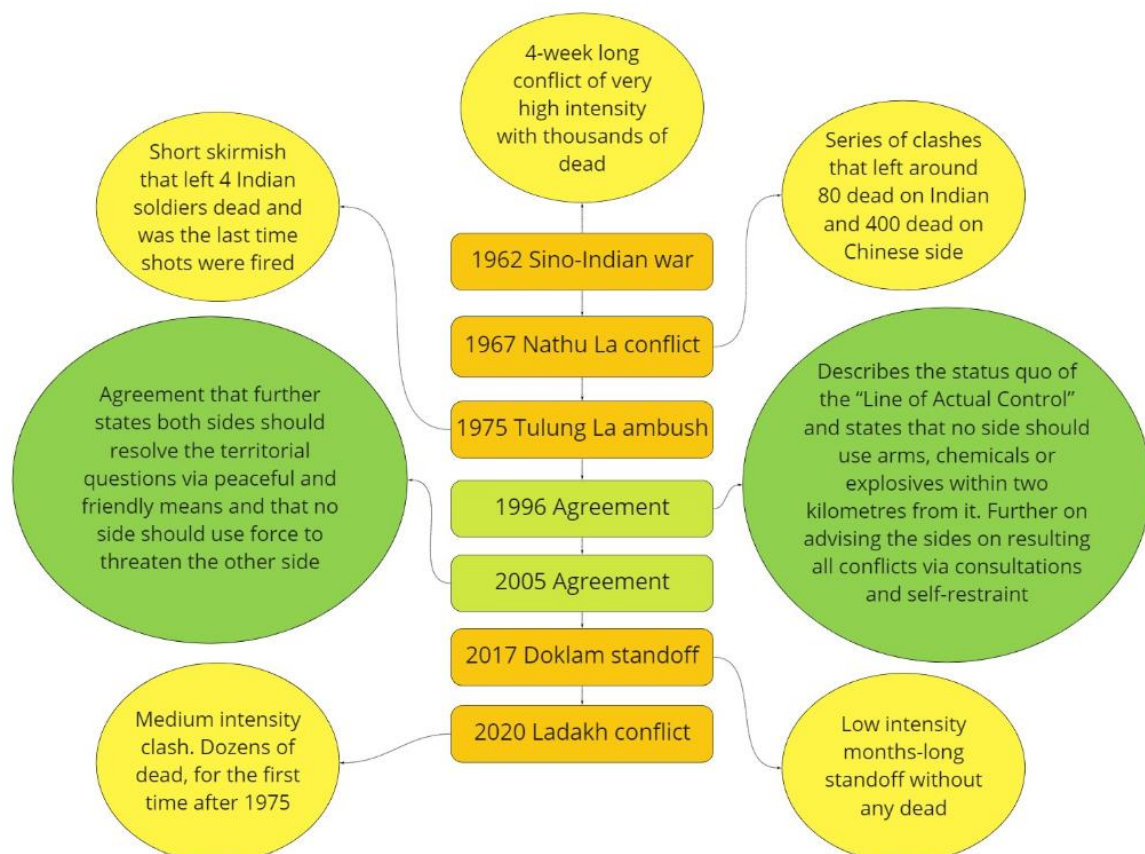 4-week long
conflict of very
high intensity
with thousands of
dead
Short skirmish
that left 4 Indian
soldiers dead and
was the last time
shots were fired
Series of clashes
that left around
80 dead on Indian
and 400 dead on
Chinese side
1962 Sino-Indian war
1967 Nathu La conflict
1975 Tulung La ambush
1996 Agreement
2005 Agreement
2017 Doklam standoff
2020 Ladakh conflict
Agreement that further
states both sides should
resolve the territorial
questions via peaceful and
friendly means and that no
side should use force to
threaten the other side
Describes the status quo of
the “Line of Actual Control”
and states that no side should
use arms, chemicals or
explosives within two
kilometres from it. Further on
advising the sides on resulting
all conflicts via consultations
and self-restraint
Medium intensity
clash. Dozens of
dead, for the first
time after 1975
Low intensity
months-long
standoff without
any dead